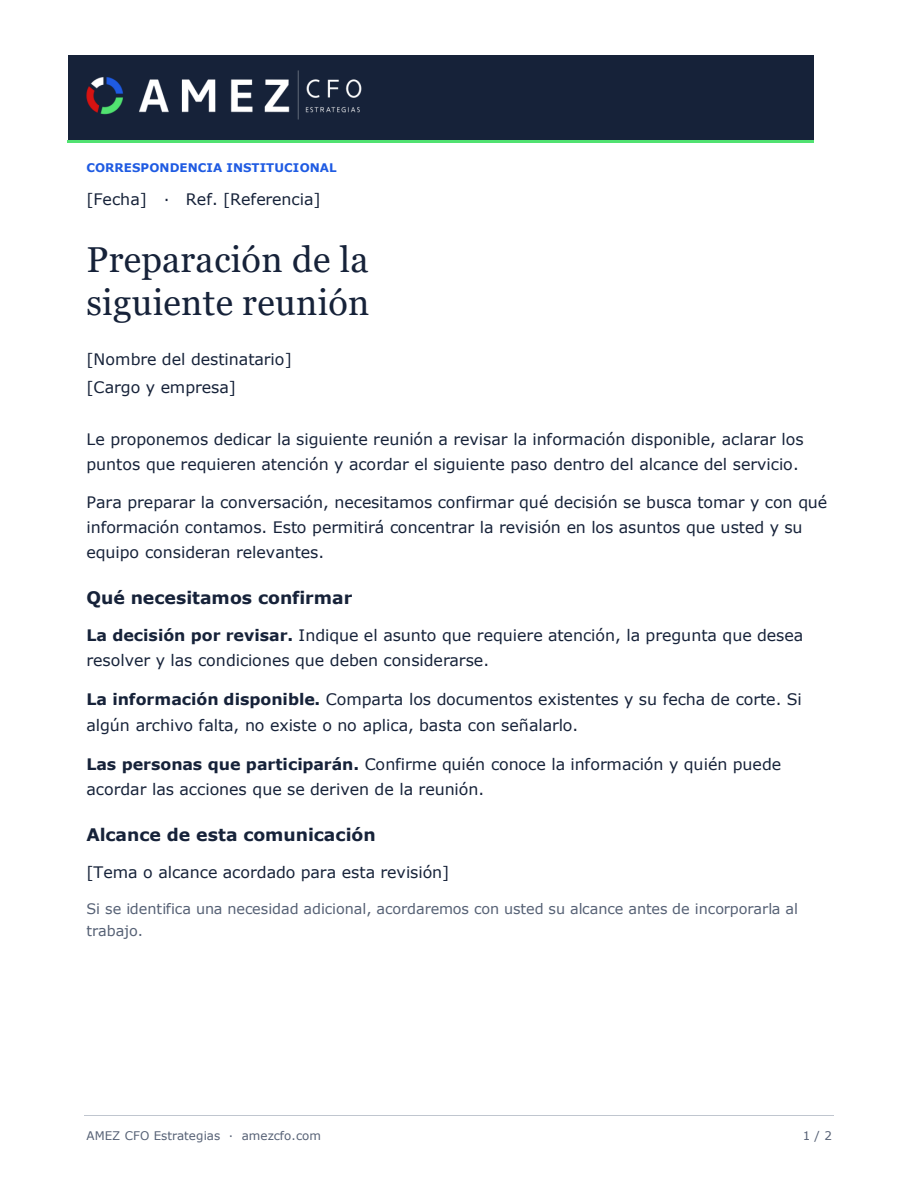 AMEZ CFO
ESTRATEGIAS
CORRESPONDENCIA INSTITUCIONAL
[Fecha] · Ref. [Referencia]
Preparación de la
siguiente reunión
[Nombre del destinatario]
[Cargo y empresa]
Le proponemos dedicar la siguiente reunión a revisar la información disponible, aclarar los
puntos que requieren atención y acordar el siguiente paso dentro del alcance del servicio.
Para preparar la conversación, necesitamos confirmar qué decisión se busca tomar y con qué
información contamos. Esto permitirá concentrar la revisión en los asuntos que usted y su
equipo consideran relevantes.
Qué necesitamos confirmar
La decisión por revisar. Indique el asunto que requiere atención, la pregunta que desea
resolver y las condiciones que deben considerarse.
La información disponible. Comparta los documentos existentes y su fecha de corte. Si
algún archivo falta, no existe o no aplica, basta con señalarlo.
Las personas que participarán. Confirme quién conoce la información y quién puede
acordar las acciones que se deriven de la reunión.
Alcance de esta comunicación
[Tema o alcance acordado para esta revisión]
Si se identifica una necesidad adicional, acordaremos con usted su alcance antes de incorporarla al
trabajo.
AMEZ CFO Estrategias · amezcfo.com
1 / 2